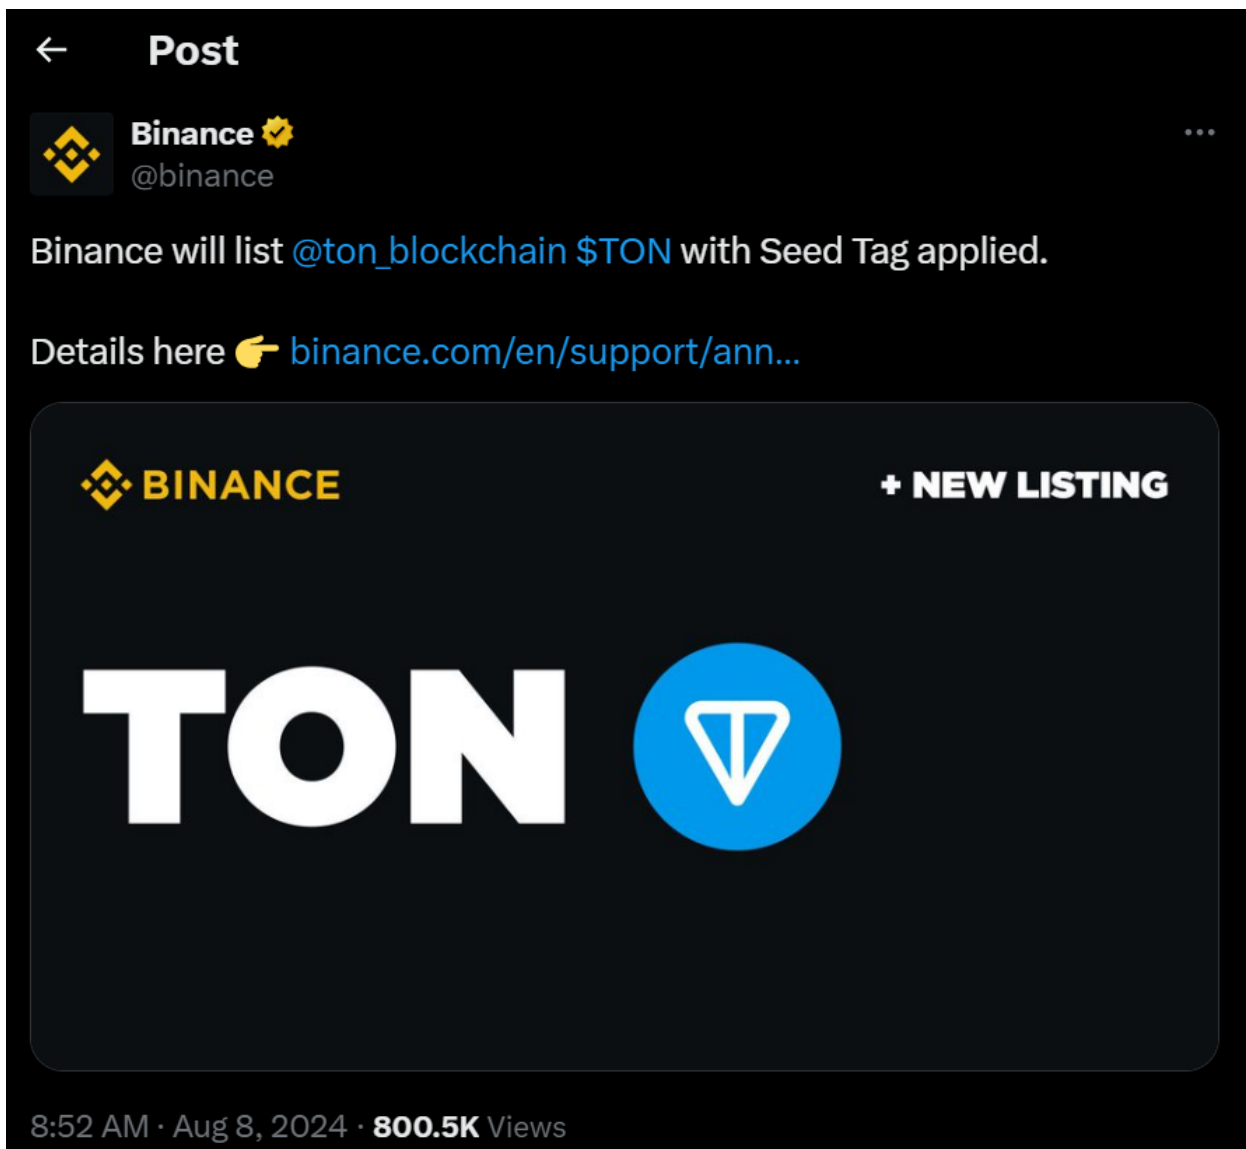 Post
Binance
@binance
Binance will list @ton_blockchain $TON with Seed Tag applied.
Details here 👉 binance.com/en/support/ann...
BINANCE
+ NEW LISTING
TON
8:52 AM · Aug 8, 2024 · 800.5K Views